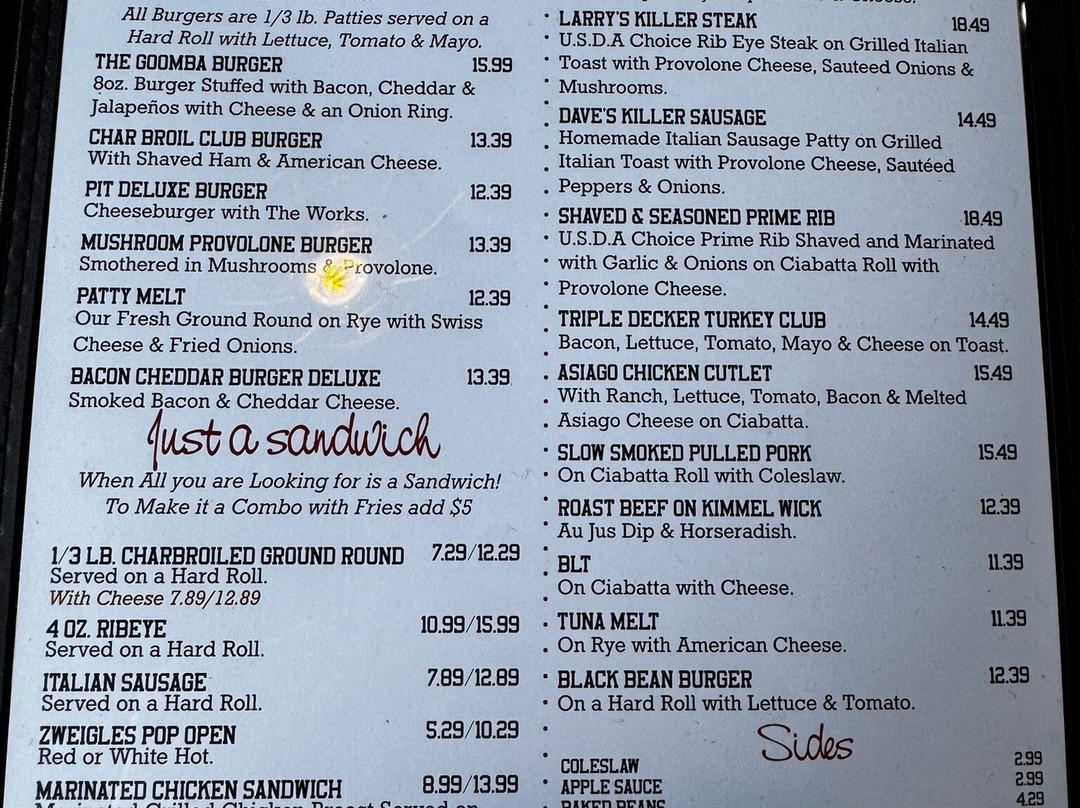 All Burgers are 1/3 lb. Patties served on a
Hard Roll with Lettuce, Tomato & Mayo.
THE GOOMBA BURGER 15.99
8oz. Burger Stuffed with Bacon, Cheddar &
Jalapeños with Cheese & an Onion Ring.
CHAR BROIL CLUB BURGER 13.39
With Shaved Ham & American Cheese.
PIT DELUXE BURGER 12.39
Cheeseburger with The Works.
MUSHROOM PROVOLONE BURGER 13.39
Smothered in Mushrooms & Provolone.
PATTY MELT 12.39
Our Fresh Ground Round on Rye with Swiss
Cheese & Fried Onions.
BACON CHEDDAR BURGER DELUXE 13.39
Smoked Bacon & Cheddar Cheese.
Just a sandwich
When All you are Looking for is a Sandwich!
To Make it a Combo with Fries add $5
1/3 LB. CHARBROILED GROUND ROUND 7.29/12.29
Served on a Hard Roll.
With Cheese 7.89/12.89
4 OZ. RIBEYE 10.99/15.99
Served on a Hard Roll.
ITALIAN SAUSAGE 7.89/12.89
Served on a Hard Roll.
ZWEIGLES POP OPEN 5.29/10.29
Red or White Hot.
MARINATED CHICKEN SANDWICH 8.99/13.99
Marinated Grilled Chicken Breast Served on
LARRY'S KILLER STEAK 18.49
U.S.D.A Choice Rib Eye Steak on Grilled Italian
Toast with Provolone Cheese, Sauteed Onions &
Mushrooms.
DAVE'S KILLER SAUSAGE 14.49
Homemade Italian Sausage Patty on Grilled
Italian Toast with Provolone Cheese, Sautéed
Peppers & Onions.
SHAVED & SEASONED PRIME RIB 18.49
U.S.D.A Choice Prime Rib Shaved and Marinated
with Garlic & Onions on Ciabatta Roll with
Provolone Cheese.
TRIPLE DECKER TURKEY CLUB 14.49
Bacon, Lettuce, Tomato, Mayo & Cheese on Toast.
ASIAGO CHICKEN CUTLET 15.49
With Ranch, Lettuce, Tomato, Bacon & Melted
Asiago Cheese on Ciabatta.
SLOW SMOKED PULLED PORK 15.49
On Ciabatta Roll with Coleslaw.
ROAST BEEF ON KIMMEL WICK 12.39
Au Jus Dip & Horseradish.
BLT 11.39
On Ciabatta with Cheese.
TUNA MELT 11.39
On Rye with American Cheese.
BLACK BEAN BURGER 12.39
On a Hard Roll with Lettuce & Tomato.
Sides
COLESLAW 2.99
APPLE SAUCE 2.99
BAKED BEANS 4.29